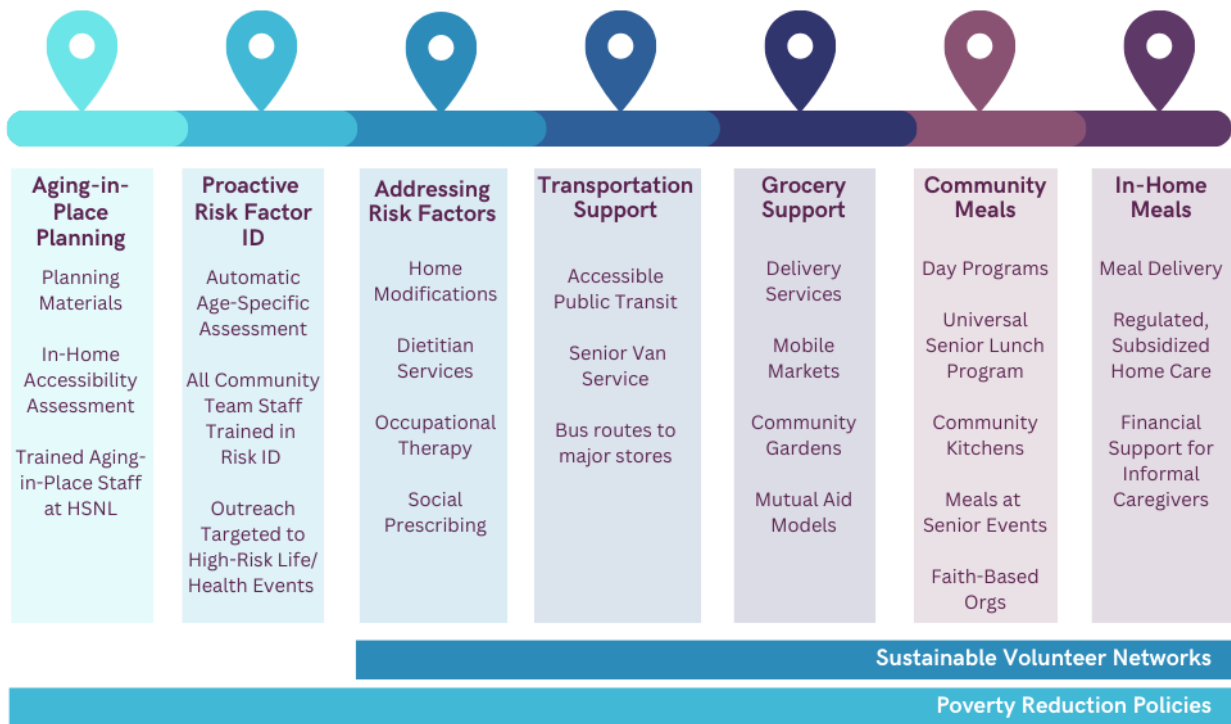 Aging-in-
Place
Planning
Planning
Materials
In-Home
Accessibility
Assessment
Trained Aging-
in-Place Staff
at HSNL
Proactive
Risk Factor
ID
Automatic
Age-Specific
Assessment
All Community
Team Staff
Trained in
Risk ID
Outreach
Targeted to
High-Risk Life/
Health Events
Addressing
Risk Factors
Home
Modifications
Dietitian
Services
Occupational
Therapy
Social
Prescribing
Transportation
Support
Accessible
Public Transit
Senior Van
Service
Bus routes to
major stores
Grocery
Support
Delivery
Services
Mobile
Markets
Community
Gardens
Mutual Aid
Models
Community
Meals
Day Programs
Universal
Senior Lunch
Program
Community
Kitchens
Meals at
Senior Events
Faith-Based
Orgs
In-Home
Meals
Meal Delivery
Regulated,
Subsidized
Home Care
Financial
Support for
Informal
Caregivers
Sustainable Volunteer Networks
Poverty Reduction Policies